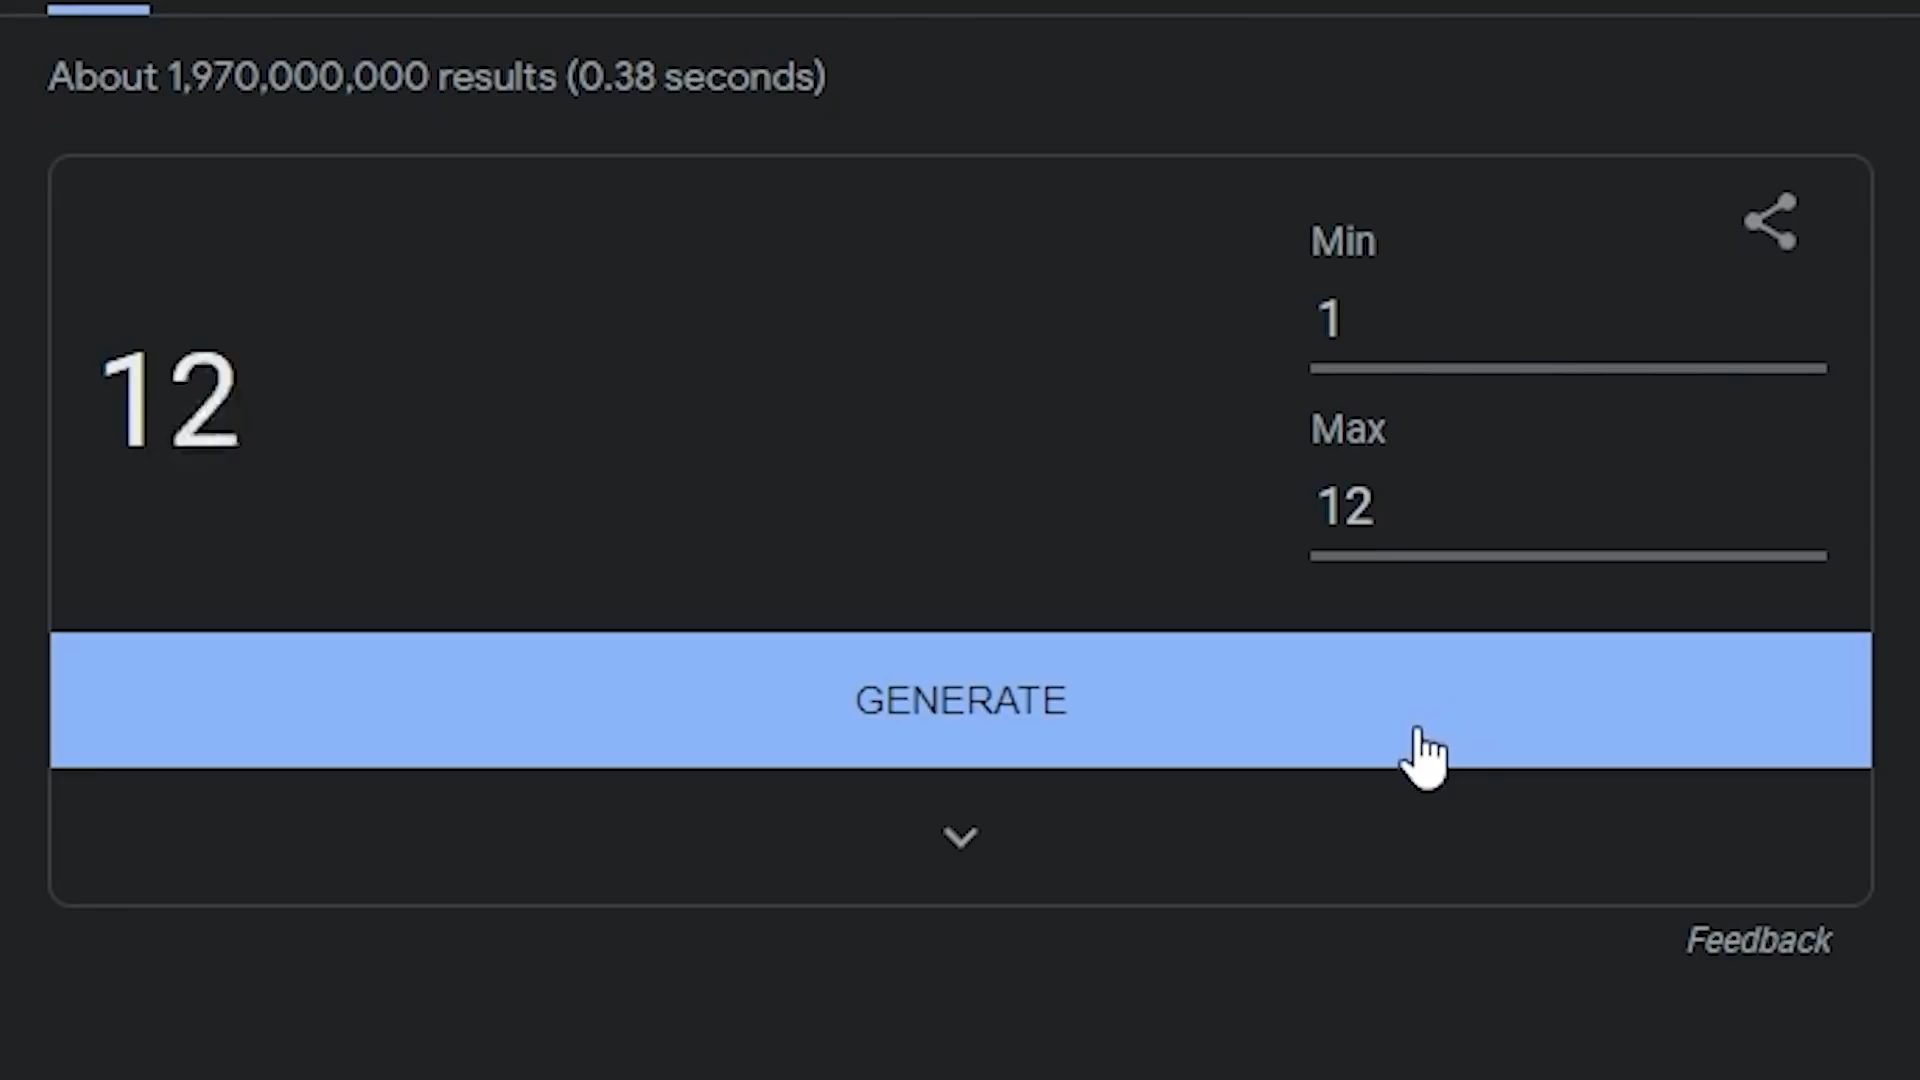 About 1,970,000,000 results (0.38 seconds)
Min
1
12
Max
12
GENERATE
Feedback